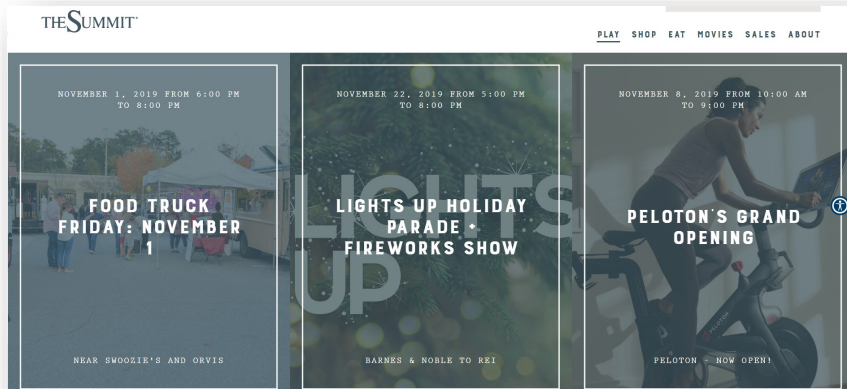 THE SUMMIT
PLAY SHOP EAT MOVIES SALES ABOUT
NOVEMBER 1, 2019 FROM 6:00 PM
TO 8:00 PM
FOOD TRUCK
FRIDAY: NOVEMBER
1
NEAR SWOOZIE'S AND ORVIS
NOVEMBER 22, 2019 FROM 5:00 PM
TO 8:00 PM
LIGHTS
UP
LIGHTS UP HOLIDAY
PARADE +
FIREWORKS SHOW
BARNES & NOBLE TO REI
NOVEMBER 8, 2019 FROM 10:00 AM
TO 9:00 PM
PELOTON'S GRAND
OPENING
PELOTON
PELOTON - NOW OPEN!